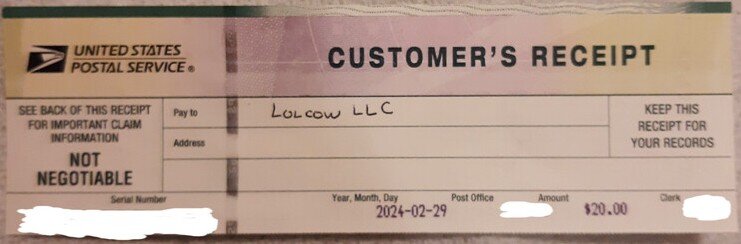 UNITED STATES
POSTAL SERVICE®
CUSTOMER'S RECEIPT
SEE BACK OF THIS RECEIPT
FOR IMPORTANT CLAIM
INFORMATION
NOT
NEGOTIABLE
Pay to
LOLCOW LLC
Address
KEEP THIS
RECEIPT FOR
YOUR RECORDS
Serial Number
Year, Month, Day
Post Office
Amount
Clerk
2024-02-29
$20.00